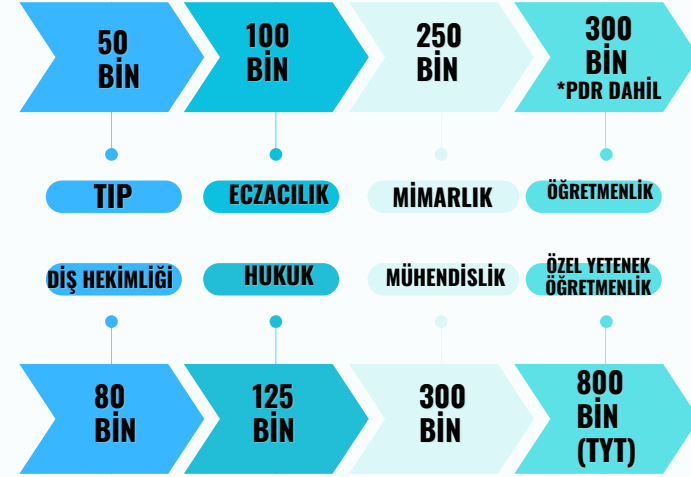 50
BİN
100
BİN
250
BİN
300
BİN
*PDR DAHİL
TIP
ECZACILIK
MİMARLIK
ÖĞRETMENLİK
DİŞ HEKİMLİĞİ
HUKUK
MÜHENDİSLİK
ÖZEL YETENEK
ÖĞRETMENLİK
80
BİN
125
BİN
300
BİN
800
BİN
(TYT)